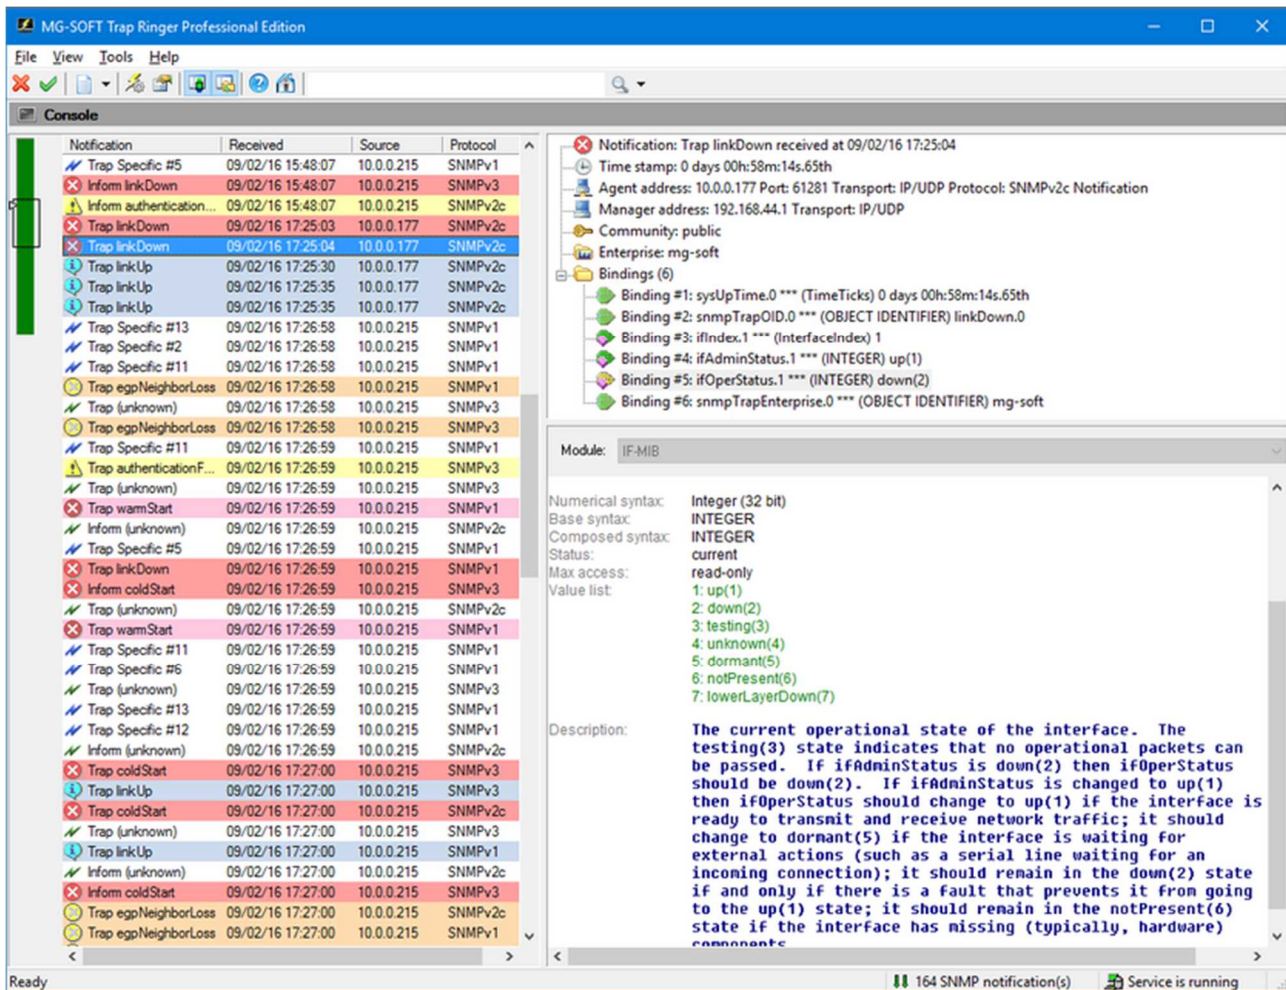 MG-SOFT Trap Ringer Professional Edition
File View Tools Help
Console
Notification Received Source Protocol
Trap Specific #5 09/02/16 15:48:07 10.0.0.215 SNMPv1
Inform linkDown 09/02/16 15:48:07 10.0.0.215 SNMPv3
Inform authentication... 09/02/16 15:48:07 10.0.0.215 SNMPv2c
Trap linkDown 09/02/16 17:25:03 10.0.0.177 SNMPv2c
Trap linkDown 09/02/16 17:25:04 10.0.0.177 SNMPv2c
Trap linkUp 09/02/16 17:25:30 10.0.0.177 SNMPv2c
Trap linkUp 09/02/16 17:25:35 10.0.0.177 SNMPv2c
Trap linkUp 09/02/16 17:25:35 10.0.0.177 SNMPv2c
Trap Specific #13 09/02/16 17:26:58 10.0.0.215 SNMPv1
Trap Specific #2 09/02/16 17:26:58 10.0.0.215 SNMPv1
Trap Specific #11 09/02/16 17:26:58 10.0.0.215 SNMPv1
Trap egpNeighborLoss 09/02/16 17:26:58 10.0.0.215 SNMPv1
Trap (unknown) 09/02/16 17:26:58 10.0.0.215 SNMPv3
Trap egpNeighborLoss 09/02/16 17:26:58 10.0.0.215 SNMPv3
Trap Specific #11 09/02/16 17:26:59 10.0.0.215 SNMPv1
Trap authenticationF... 09/02/16 17:26:59 10.0.0.215 SNMPv3
Trap (unknown) 09/02/16 17:26:59 10.0.0.215 SNMPv3
Trap warmStart 09/02/16 17:26:59 10.0.0.215 SNMPv1
Inform (unknown) 09/02/16 17:26:59 10.0.0.215 SNMPv2c
Trap Specific #5 09/02/16 17:26:59 10.0.0.215 SNMPv1
Trap linkDown 09/02/16 17:26:59 10.0.0.215 SNMPv1
Inform coldStart 09/02/16 17:26:59 10.0.0.215 SNMPv3
Trap (unknown) 09/02/16 17:26:59 10.0.0.215 SNMPv2c
Trap warmStart 09/02/16 17:26:59 10.0.0.215 SNMPv1
Trap Specific #11 09/02/16 17:26:59 10.0.0.215 SNMPv1
Trap Specific #6 09/02/16 17:26:59 10.0.0.215 SNMPv1
Trap (unknown) 09/02/16 17:26:59 10.0.0.215 SNMPv3
Trap Specific #13 09/02/16 17:26:59 10.0.0.215 SNMPv1
Trap Specific #12 09/02/16 17:26:59 10.0.0.215 SNMPv1
Inform (unknown) 09/02/16 17:26:59 10.0.0.215 SNMPv2c
Trap coldStart 09/02/16 17:27:00 10.0.0.215 SNMPv3
Trap linkUp 09/02/16 17:27:00 10.0.0.215 SNMPv3
Trap coldStart 09/02/16 17:27:00 10.0.0.215 SNMPv2c
Trap (unknown) 09/02/16 17:27:00 10.0.0.215 SNMPv3
Trap linkUp 09/02/16 17:27:00 10.0.0.215 SNMPv1
Inform (unknown) 09/02/16 17:27:00 10.0.0.215 SNMPv2c
Inform coldStart 09/02/16 17:27:00 10.0.0.215 SNMPv3
Trap egpNeighborLoss 09/02/16 17:27:00 10.0.0.215 SNMPv2c
Trap egpNeighborLoss 09/02/16 17:27:00 10.0.0.215 SNMPv1
Notification: Trap linkDown received at 09/02/16 17:25:04
Time stamp: 0 days 00h:58m:14s.65th
Agent address: 10.0.0.177 Port: 61281 Transport: IP/UDP Protocol: SNMPv2c Notification
Manager address: 192.168.44.1 Transport: IP/UDP
Community: public
Enterprise: mg-soft
Bindings (6)
Binding #1: sysUpTime.0 *** (TimeTicks) 0 days 00h:58m:14s.65th
Binding #2: snmpTrapOID.0 *** (OBJECT IDENTIFIER) linkDown.0
Binding #3: ifIndex.1 *** (InterfaceIndex) 1
Binding #4: ifAdminStatus.1 *** (INTEGER) up(1)
Binding #5: ifOperStatus.1 *** (INTEGER) down(2)
Binding #6: snmpTrapEnterprise.0 *** (OBJECT IDENTIFIER) mg-soft
Module: IF-MIB
Numerical syntax: Integer (32 bit)
Base syntax: INTEGER
Composed syntax: INTEGER
Status: current
Max access: read-only
Value list: 1: up(1)
2: down(2)
3: testing(3)
4: unknown(4)
5: dormant(5)
6: notPresent(6)
7: lowerLayerDown(7)
Description: The current operational state of the interface. The
testing(3) state indicates that no operational packets can
be passed. If ifAdminStatus is down(2) then ifOperStatus
should be down(2). If ifAdminStatus is changed to up(1)
then ifOperStatus should change to up(1) if the interface is
ready to transmit and receive network traffic; it should
change to dormant(5) if the interface is waiting for
external actions (such as a serial line waiting for an
incoming connection); it should remain in the down(2) state
if and only if there is a fault that prevents it from going
to the up(1) state; it should remain in the notPresent(6)
state if the interface has missing (typically, hardware)
components
Ready 164 SNMP notification(s) Service is running